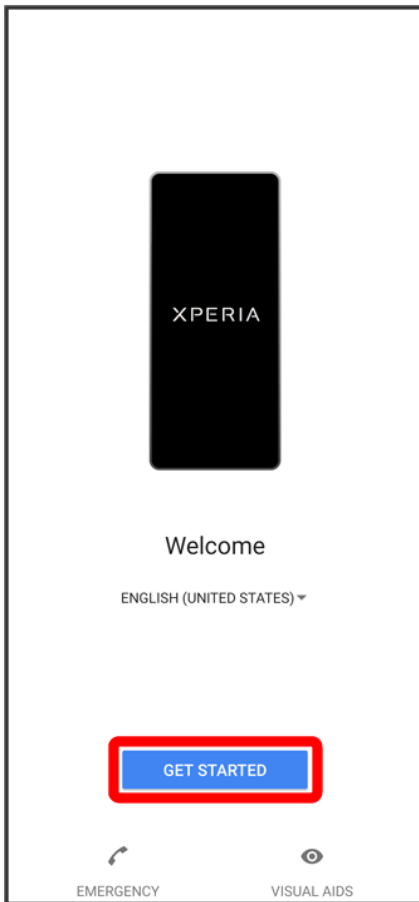 XPERIA
Welcome
ENGLISH (UNITED STATES)
GET STARTED
EMERGENCY
VISUAL AIDS